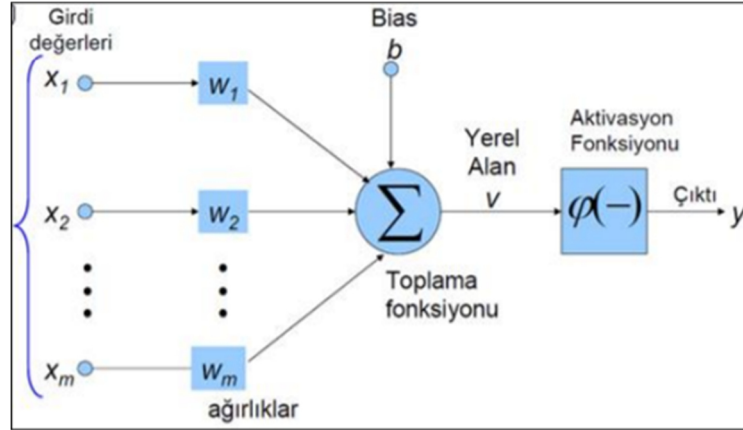 Girdi
değerleri
x1
w1
Bias
b
x2
w2
Σ
Yerel
Alan
v
Aktivasyon
Fonksiyonu
φ(−)
Çıktı
y
Toplama
fonksiyonu
xm
wm
ağırlıklar